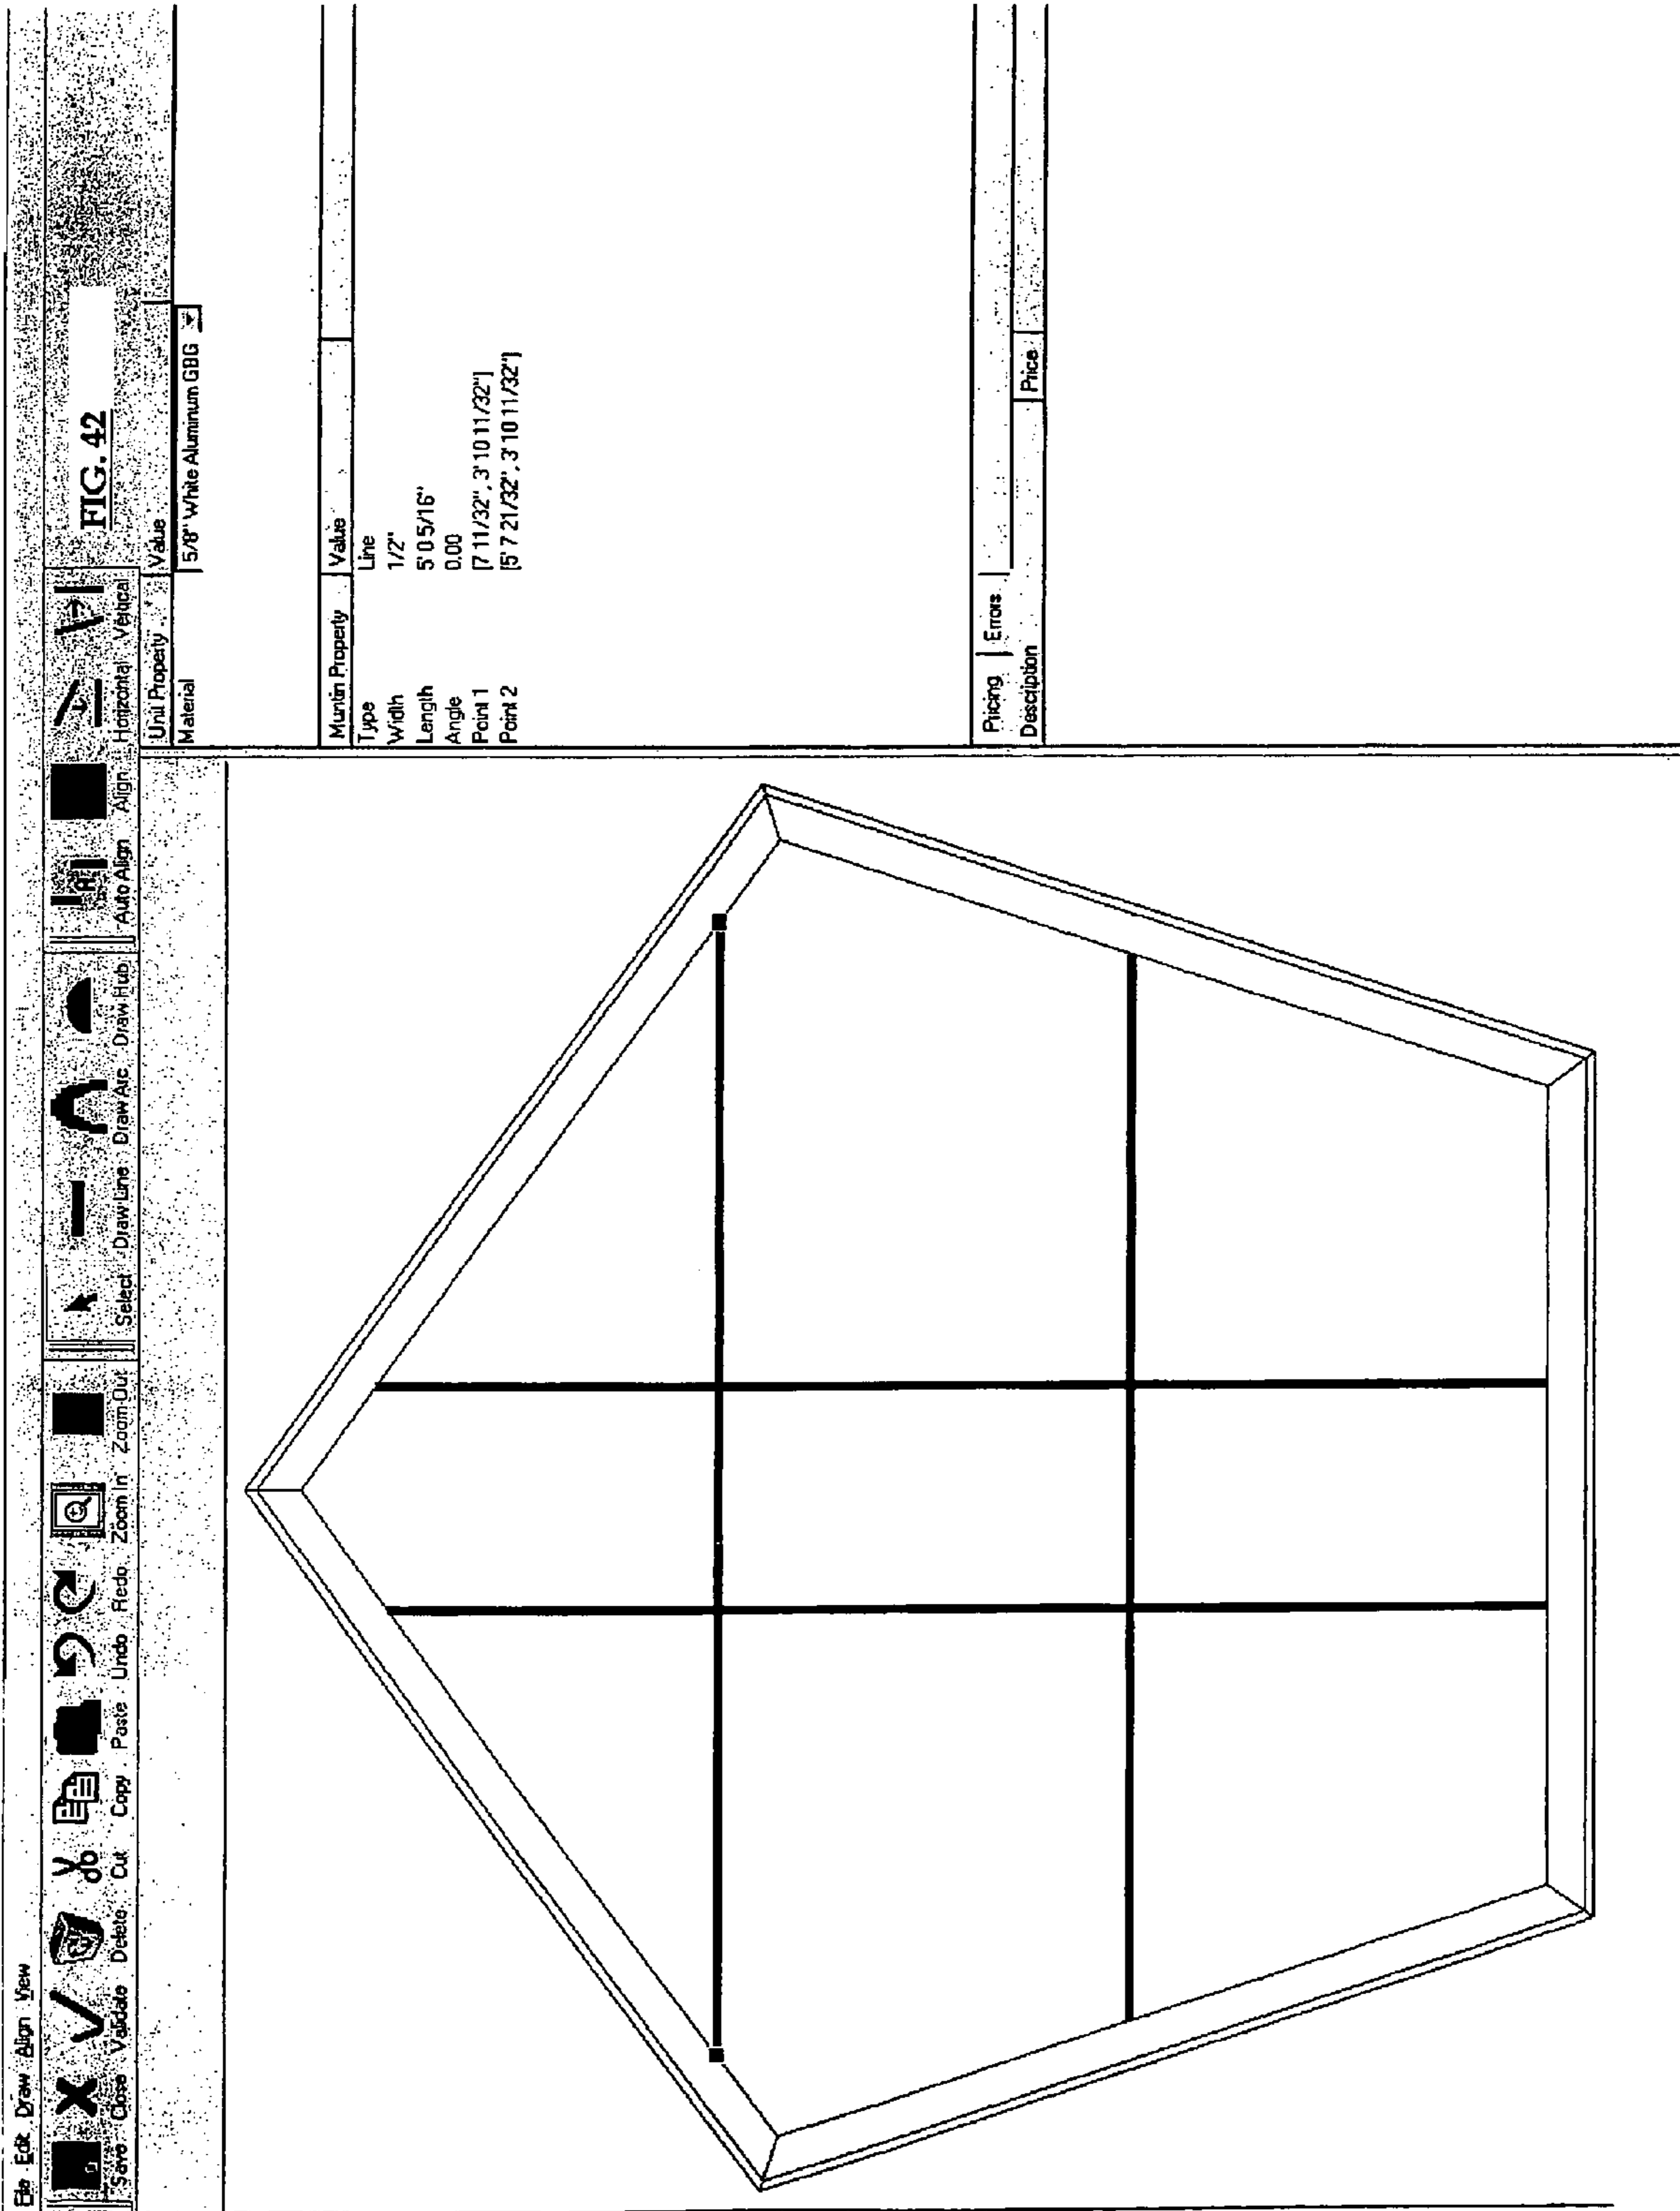 File Edit Draw Align View
Save Close Validate Delete Cut Copy Paste Undo Redo Zoom In Zoom Out Select Draw Line Draw Arc Draw Hub Auto Align Align Horizontal Vertical
FIG. 42
Unit Property Value
Material 5/8" White Aluminum GBG
Muntin Property Value
Type Line
Width 1/2"
Length 5' 0 5/16"
Angle 0.00
Point 1 [7 11/32", 3' 10 11/32"]
Point 2 [5' 7 21/32", 3' 10 11/32"]
Pricing Errors
Description Price